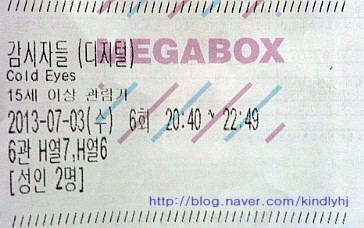 감시자들 (디지털)
MEGABOX
Cold Eyes
15세 이상 관람가
2013-07-03(수) 6회 20:40 ~ 22:49
6관 H열7,H열6
[성인 2명]
http://blog.naver.com/kindlyhj